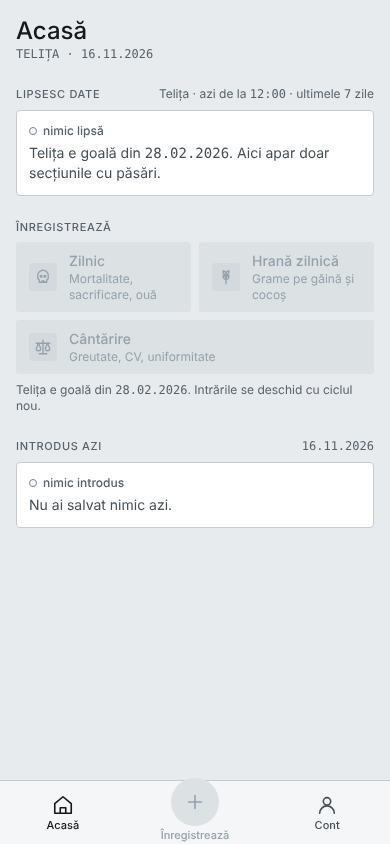 Acasă
TELIȚA · 16.11.2026
LIPSESC DATE
Telița · azi de la 12:00 · ultimele 7 zile
nimic lipsă
Telița e goală din 28.02.2026. Aici apar doar
secțiunile cu păsări.
ÎNREGISTREAZĂ
Zilnic
Mortalitate,
sacrificare, ouă
Hrană zilnică
Grame pe găină și
cocoș
Cântărire
Greutate, CV, uniformitate
Telița e goală din 28.02.2026. Intrările se deschid cu ciclul
nou.
INTRODUS AZI
16.11.2026
nimic introdus
Nu ai salvat nimic azi.
Acasă
Înregistrează
Cont